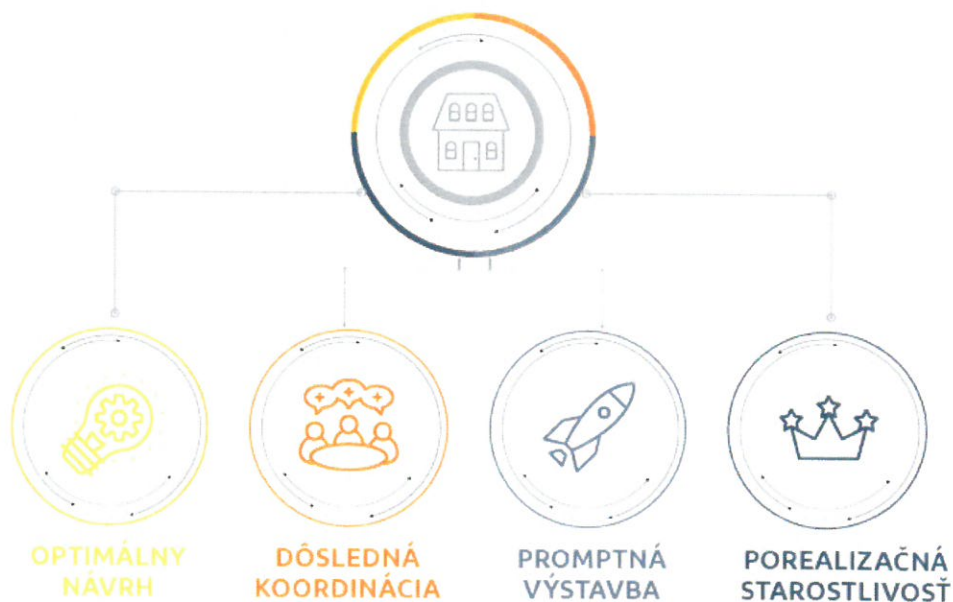 OPTIMÁLNY
NÁVRH
DÔSLEDNÁ
KOORDINÁCIA
PROMPTNÁ
VÝSTAVBA
POREALIZAČNÁ
STAROSTLIVOSŤ